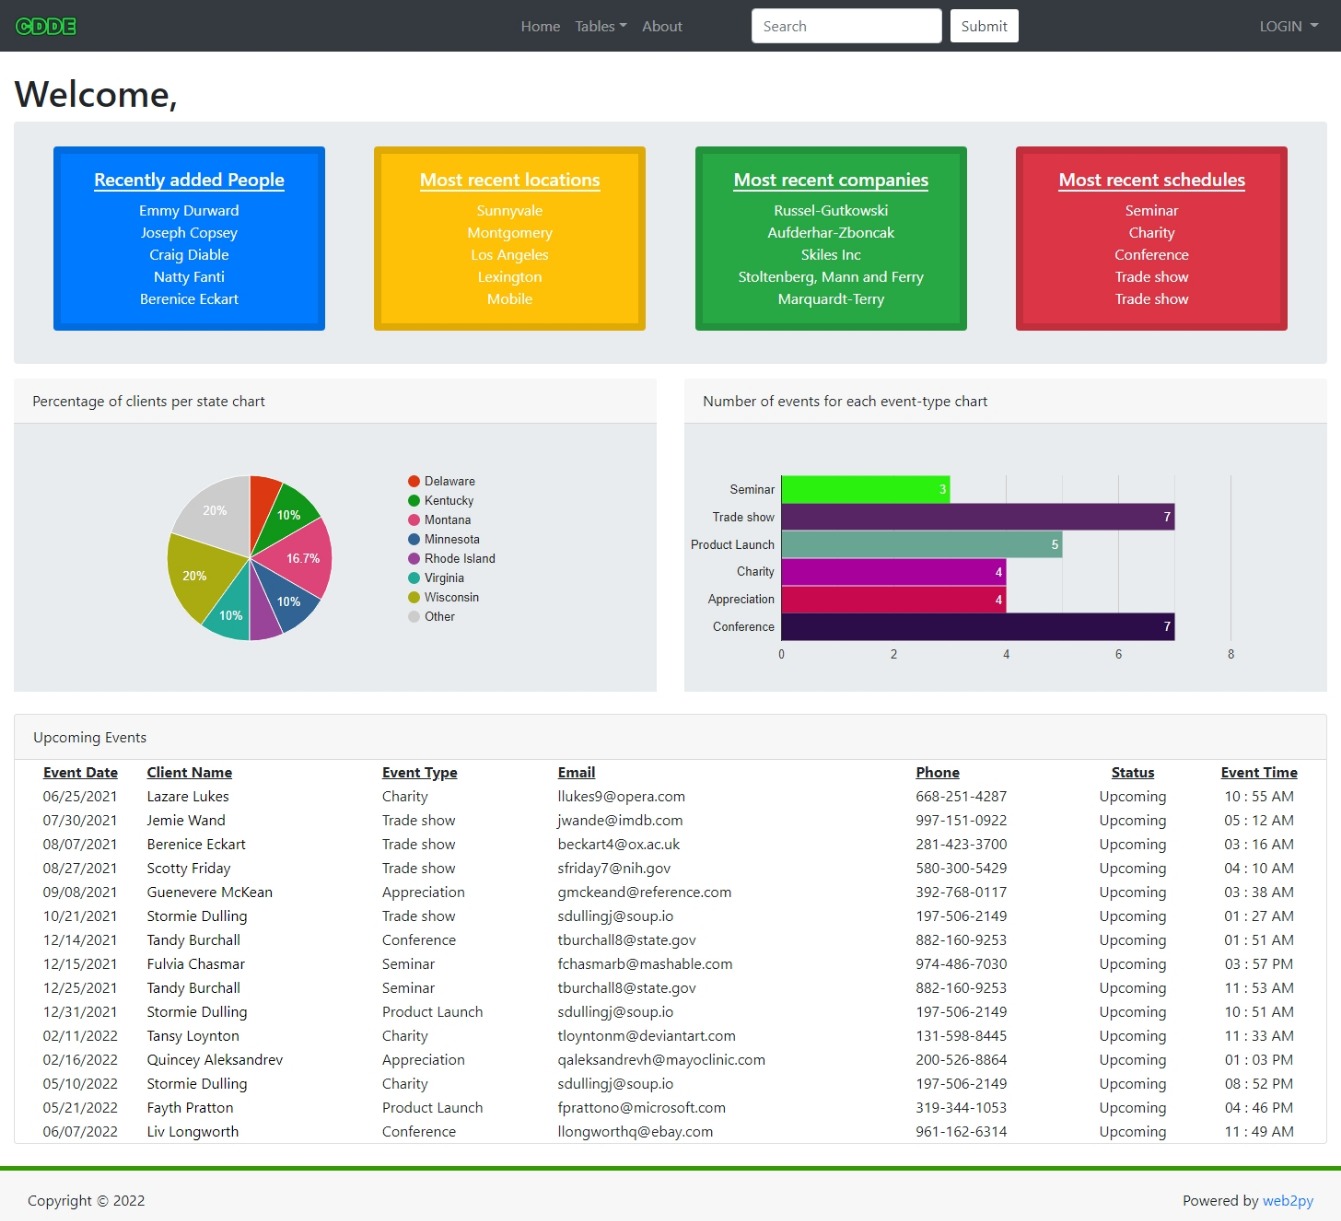 CDDE Home Tables About Search Submit LOGIN
Welcome,
Recently added People
Emmy Durward
Joseph Copsey
Craig Diable
Natty Fanti
Berenice Eckart
Most recent locations
Sunnyvale
Montgomery
Los Angeles
Lexington
Mobile
Most recent companies
Russel-Gutkowski
Aufderhar-Zboncak
Skiles Inc
Stoltenberg, Mann and Ferry
Marquardt-Terry
Most recent schedules
Seminar
Charity
Conference
Trade show
Trade show
Percentage of clients per state chart
20%
10%
16.7%
20%
10%
10%
Delaware
Kentucky
Montana
Minnesota
Rhode Island
Virginia
Wisconsin
Other
Number of events for each event-type chart
Seminar 3
Trade show 7
Product Launch 5
Charity 4
Appreciation 4
Conference 7
0 2 4 6 8
Upcoming Events
Event Date Client Name Event Type Email Phone Status Event Time
06/25/2021 Lazare Lukes Charity llukes9@opera.com 668-251-4287 Upcoming 10 : 55 AM
07/30/2021 Jemie Wand Trade show jwande@imdb.com 997-151-0922 Upcoming 05 : 12 AM
08/07/2021 Berenice Eckart Trade show beckart4@ox.ac.uk 281-423-3700 Upcoming 03 : 16 AM
08/27/2021 Scotty Friday Trade show sfriday7@nih.gov 580-300-5429 Upcoming 04 : 10 AM
09/08/2021 Guenevere McKean Appreciation gmckeand@reference.com 392-768-0117 Upcoming 03 : 38 AM
10/21/2021 Stormie Dulling Trade show sdullingj@soup.io 197-506-2149 Upcoming 01 : 27 AM
12/14/2021 Tandy Burchall Conference tburchall8@state.gov 882-160-9253 Upcoming 01 : 51 AM
12/15/2021 Fulvia Chasmar Seminar fchasmarb@mashable.com 974-486-7030 Upcoming 03 : 57 PM
12/25/2021 Tandy Burchall Seminar tburchall8@state.gov 882-160-9253 Upcoming 11 : 53 AM
12/31/2021 Stormie Dulling Product Launch sdullingj@soup.io 197-506-2149 Upcoming 10 : 51 AM
02/11/2022 Tansy Loynton Charity tloyntonm@deviantart.com 131-598-8445 Upcoming 11 : 33 AM
02/16/2022 Quincey Aleksandrev Appreciation qaleksandrevh@mayoclinic.com 200-526-8864 Upcoming 01 : 03 PM
05/10/2022 Stormie Dulling Charity sdullingj@soup.io 197-506-2149 Upcoming 08 : 52 PM
05/21/2022 Fayth Pratton Product Launch fprattono@microsoft.com 319-344-1053 Upcoming 04 : 46 PM
06/07/2022 Liv Longworth Conference llongworthq@ebay.com 961-162-6314 Upcoming 11 : 49 AM
Copyright © 2022 Powered by web2py